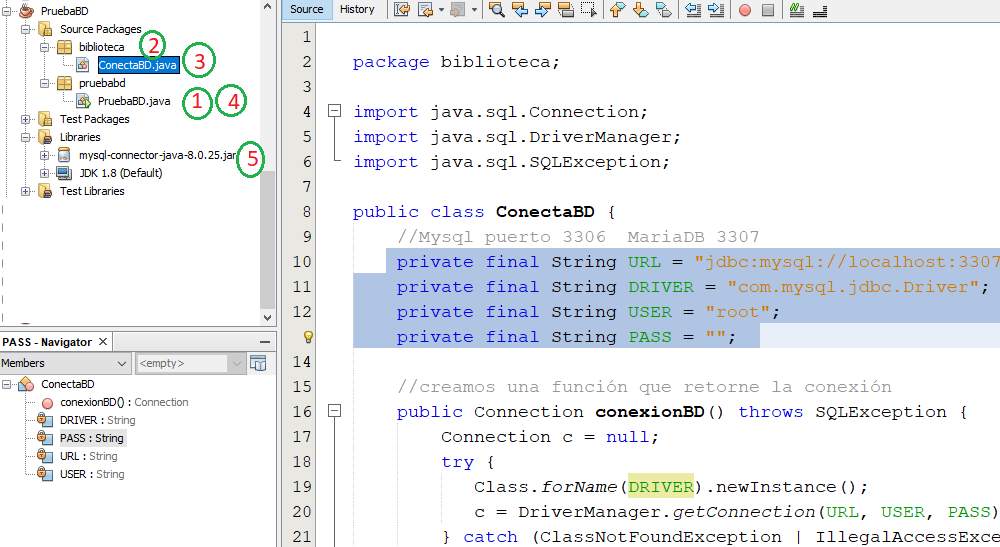 PruebaBD
Source Packages
biblioteca 2
ConectaBD.java 3
pruebabd
PruebaBD.java 1 4
Test Packages
Libraries
mysql-connector-java-8.0.25.jar 5
JDK 1.8 (Default)
Test Libraries
PASS - Navigator ×
Members <empty>
ConectaBD
conexionBD() : Connection
DRIVER : String
PASS : String
URL : String
USER : String
Source History
1
2 package biblioteca;
3
4 import java.sql.Connection;
5 import java.sql.DriverManager;
6 import java.sql.SQLException;
7
8 public class ConectaBD {
9 //Mysql puerto 3306 MariaDB 3307
10 private final String URL = "jdbc:mysql://localhost:3307
11 private final String DRIVER = "com.mysql.jdbc.Driver";
12 private final String USER = "root";
private final String PASS = "";
14
15 //creamos una función que retorne la conexión
16 public Connection conexionBD() throws SQLException {
17 Connection c = null;
18 try {
19 Class.forName(DRIVER).newInstance();
20 c = DriverManager.getConnection(URL, USER, PASS)
21 } catch (ClassNotFoundException | IllegalAccessExce